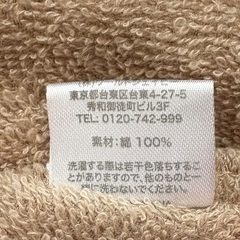 東京都台東区台東4-27-5
秀和御徒町ビル3F
TEL: 0120-742-999
素材: 綿 100%
洗濯する際は若干色落ちするこ
とがありますので、他のものと一
緒に洗わないでください。